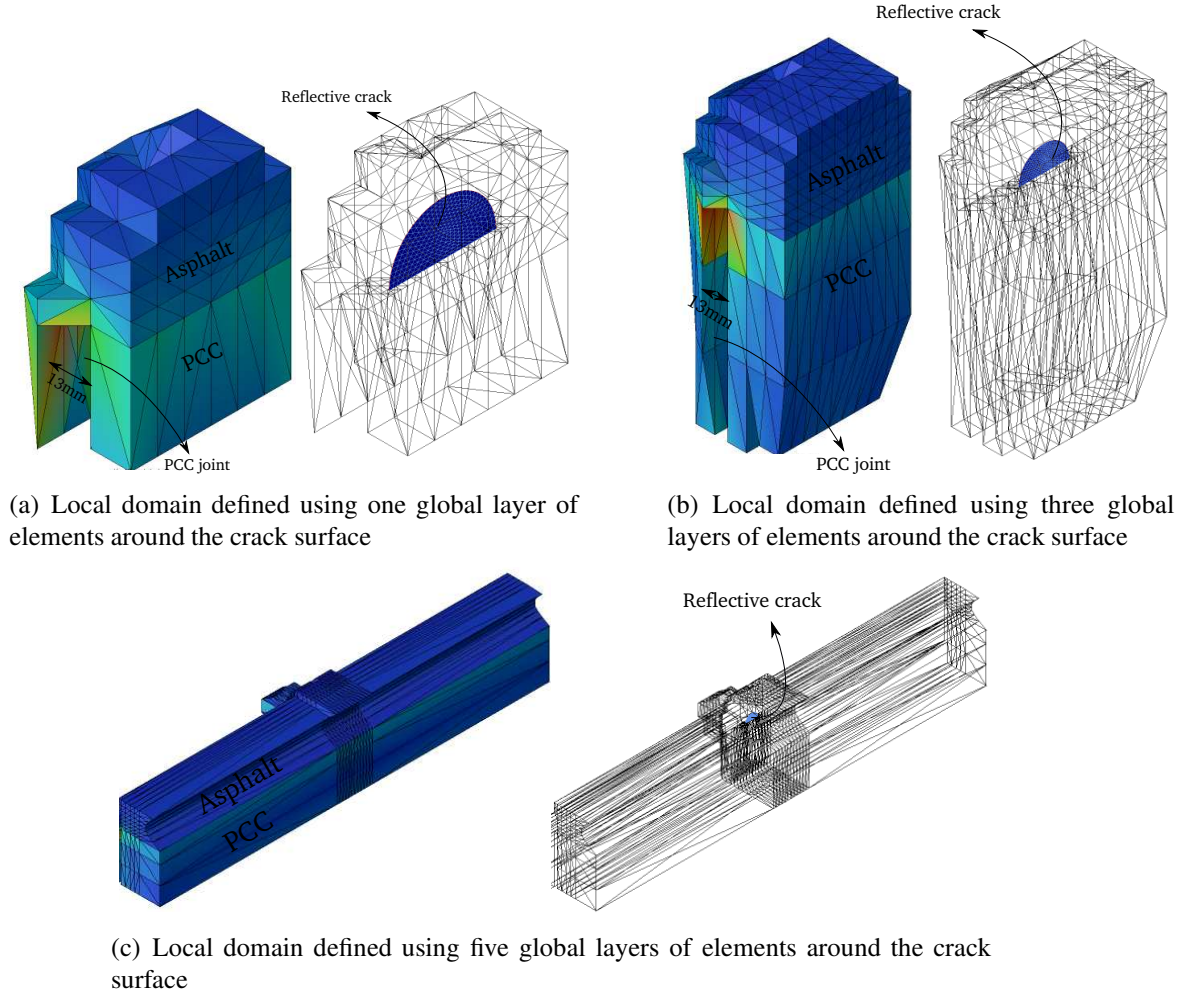 Reflective crack
Asphalt
PCC
13mm
PCC joint
(a) Local domain defined using one global layer of
elements around the crack surface
Reflective crack
Asphalt
PCC
13mm
PCC joint
(b) Local domain defined using three global
layers of elements around the crack surface
Reflective crack
Asphalt
PCC
(c) Local domain defined using five global layers of elements around the crack
surface